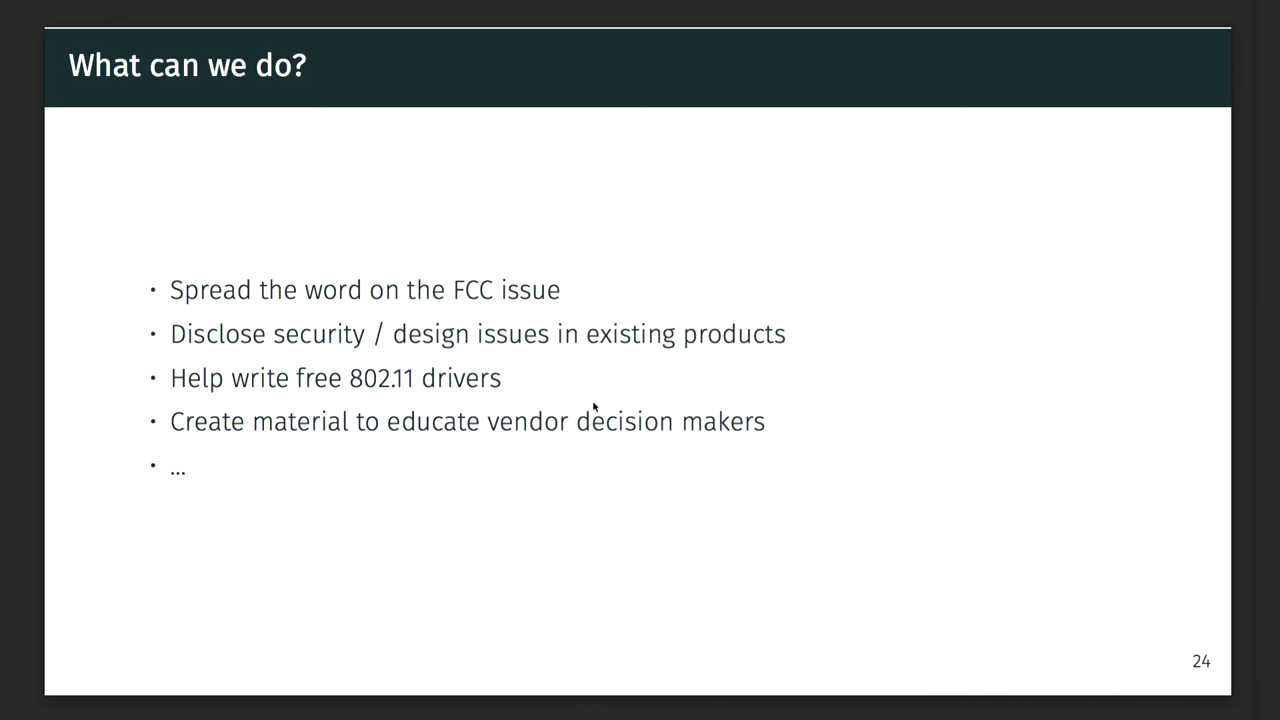 What can we do?
• Spread the word on the FCC issue
• Disclose security / design issues in existing products
• Help write free 802.11 drivers
• Create material to educate vendor decision makers
• ...
24